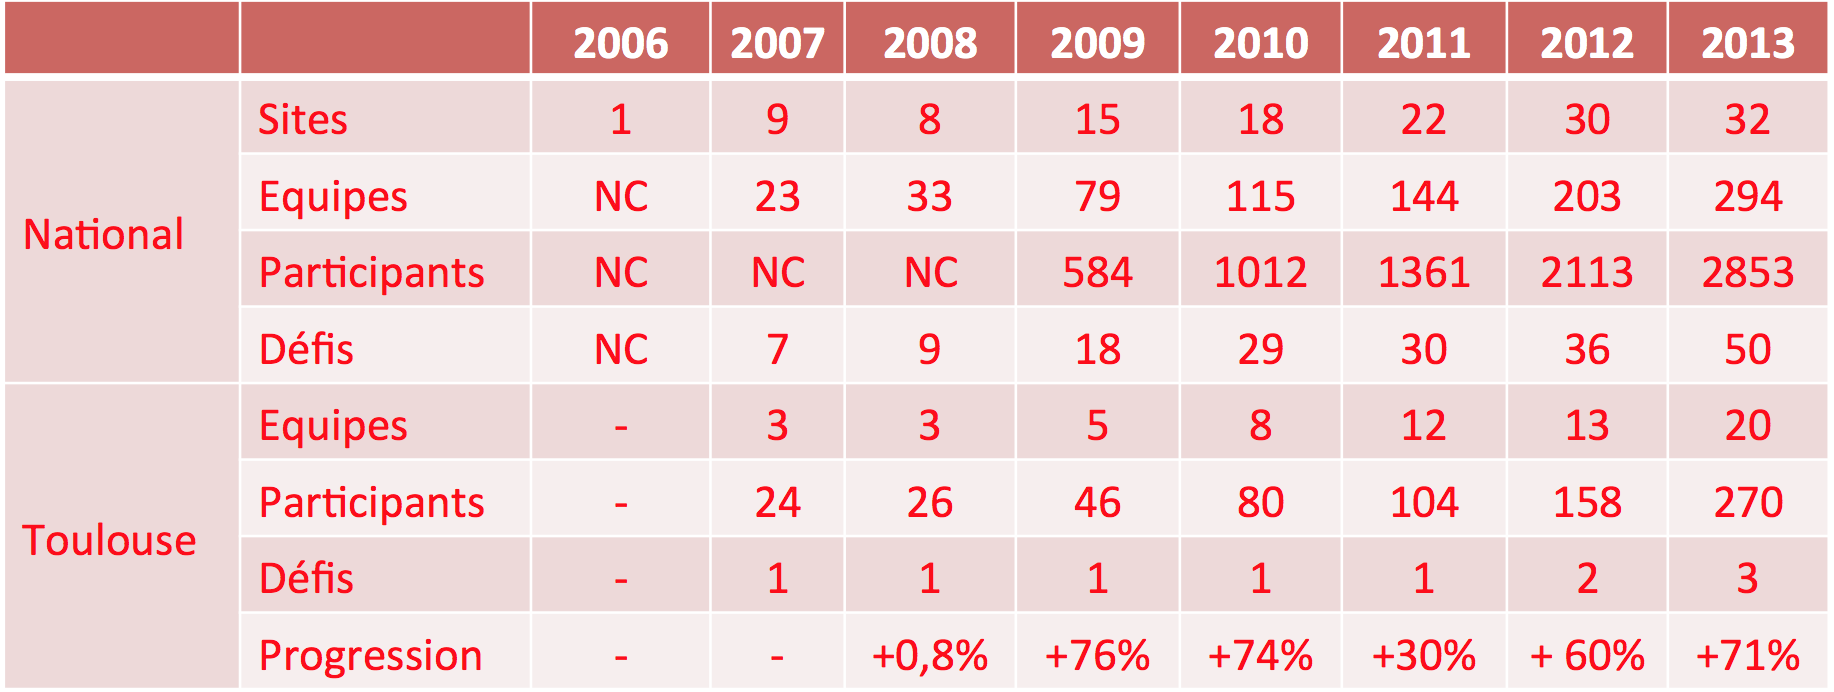 2006 2007 2008 2009 2010 2011 2012 2013
National
Sites 1 9 8 15 18 22 30 32
Equipes NC 23 33 79 115 144 203 294
Participants NC NC NC 584 1012 1361 2113 2853
Défis NC 7 9 18 29 30 36 50
Toulouse
Equipes - 3 3 5 8 12 13 20
Participants - 24 26 46 80 104 158 270
Défis - 1 1 1 1 1 2 3
Progression - - +0,8% +76% +74% +30% + 60% +71%